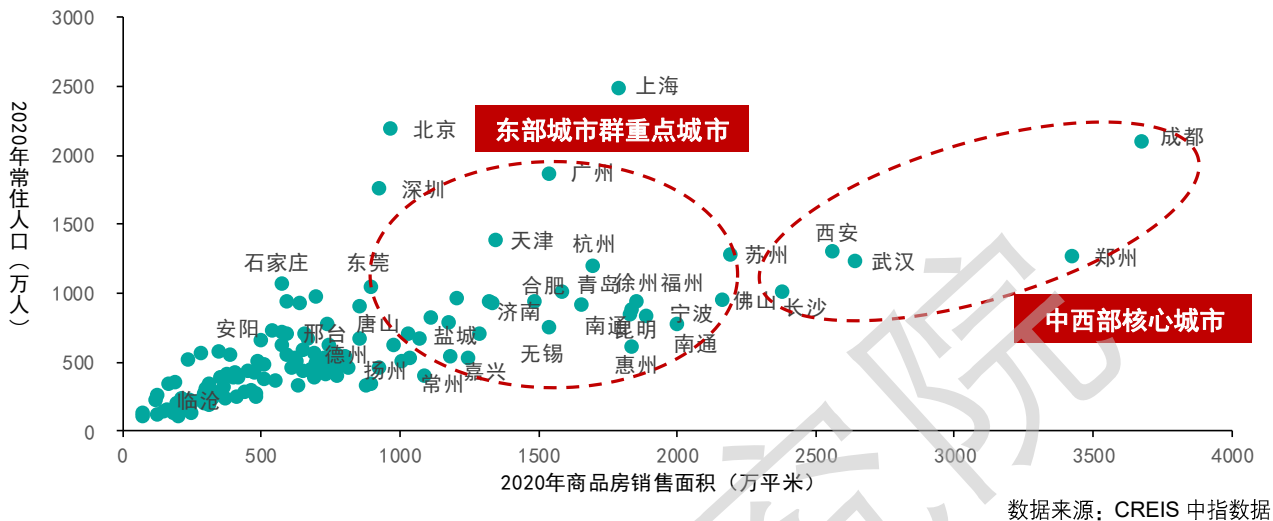 3000
2500
2000
1500
1000
500
0
2020年常住人口（万人）
上海
北京
东部城市群重点城市
深圳
广州
成都
天津
杭州
西安
石家庄
东莞
苏州
武汉
郑州
合肥
青岛
徐州
福州
佛山
长沙
安阳
邢台
唐山
盐城
济南
南通
昆明
宁波
中西部核心城市
德州
无锡
南通
惠州
扬州
常州
嘉兴
临沧
0
500
1000
1500
2000
2500
3000
3500
4000
2020年商品房销售面积（万平米）
数据来源：CREIS 中指数据
究院